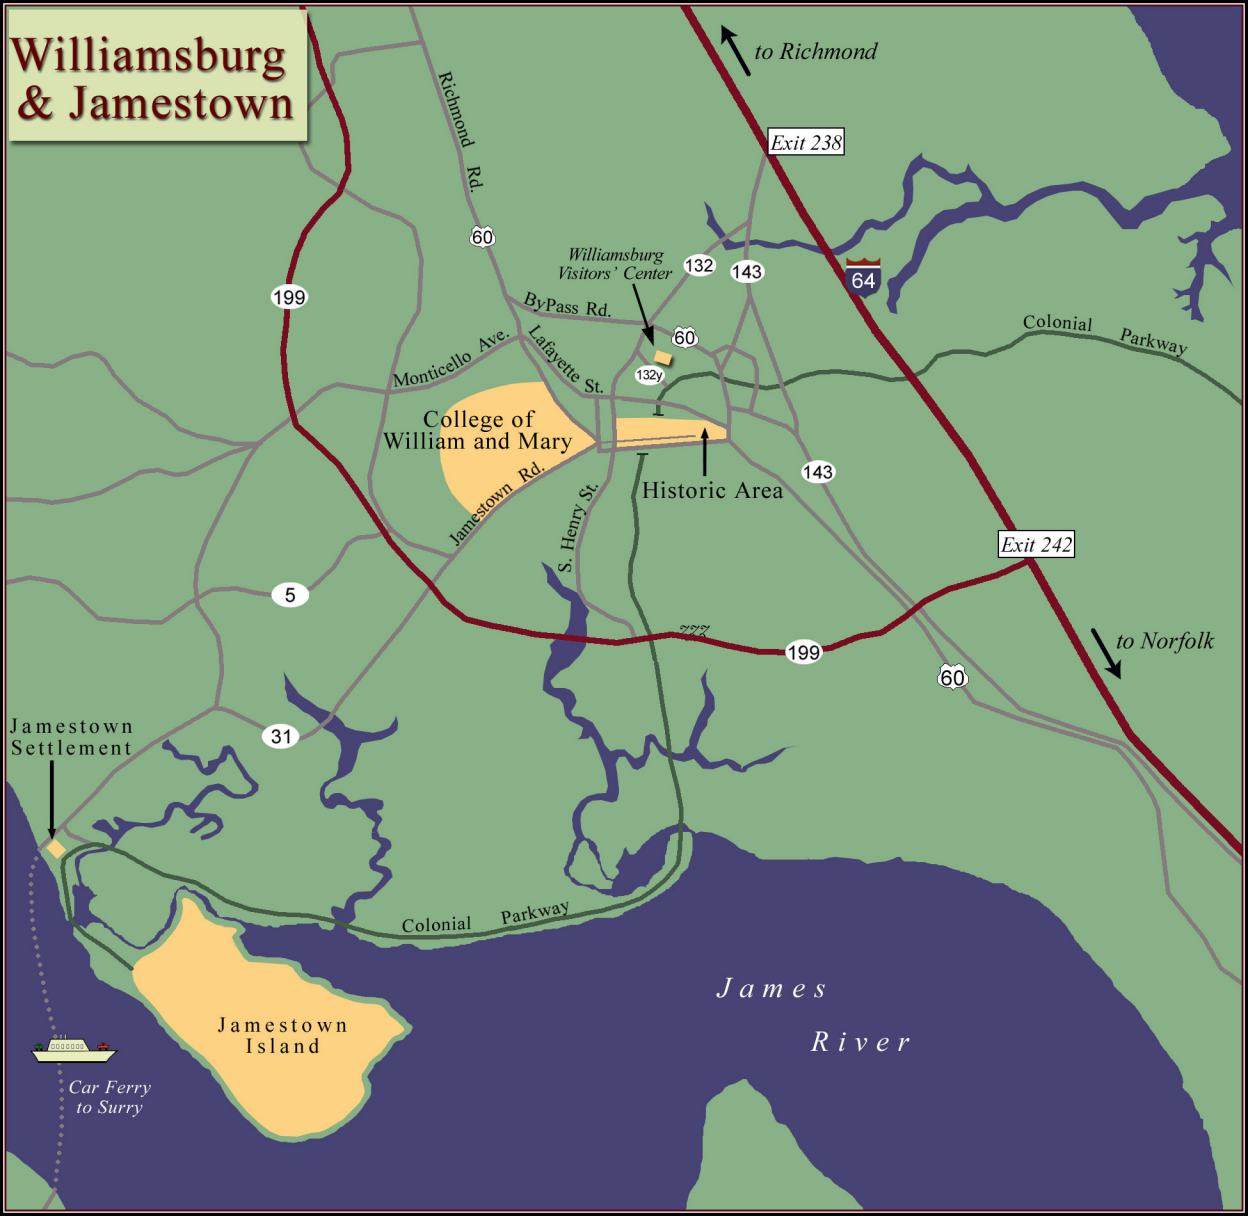 Williamsburg
& Jamestown
to Richmond
Exit 238
Richmond Rd.
60
Williamsburg
Visitors' Center
132
143
64
199
ByPass Rd.
60
Colonial Parkway
Monticello Ave.
Lafayette St.
132y
College of
William and Mary
Jamestown Rd.
Historic Area
143
S. Henry St.
Exit 242
5
777
199
to Norfolk
60
Jamestown
Settlement
31
Colonial Parkway
James
River
Jamestown
Island
Car Ferry
to Surry